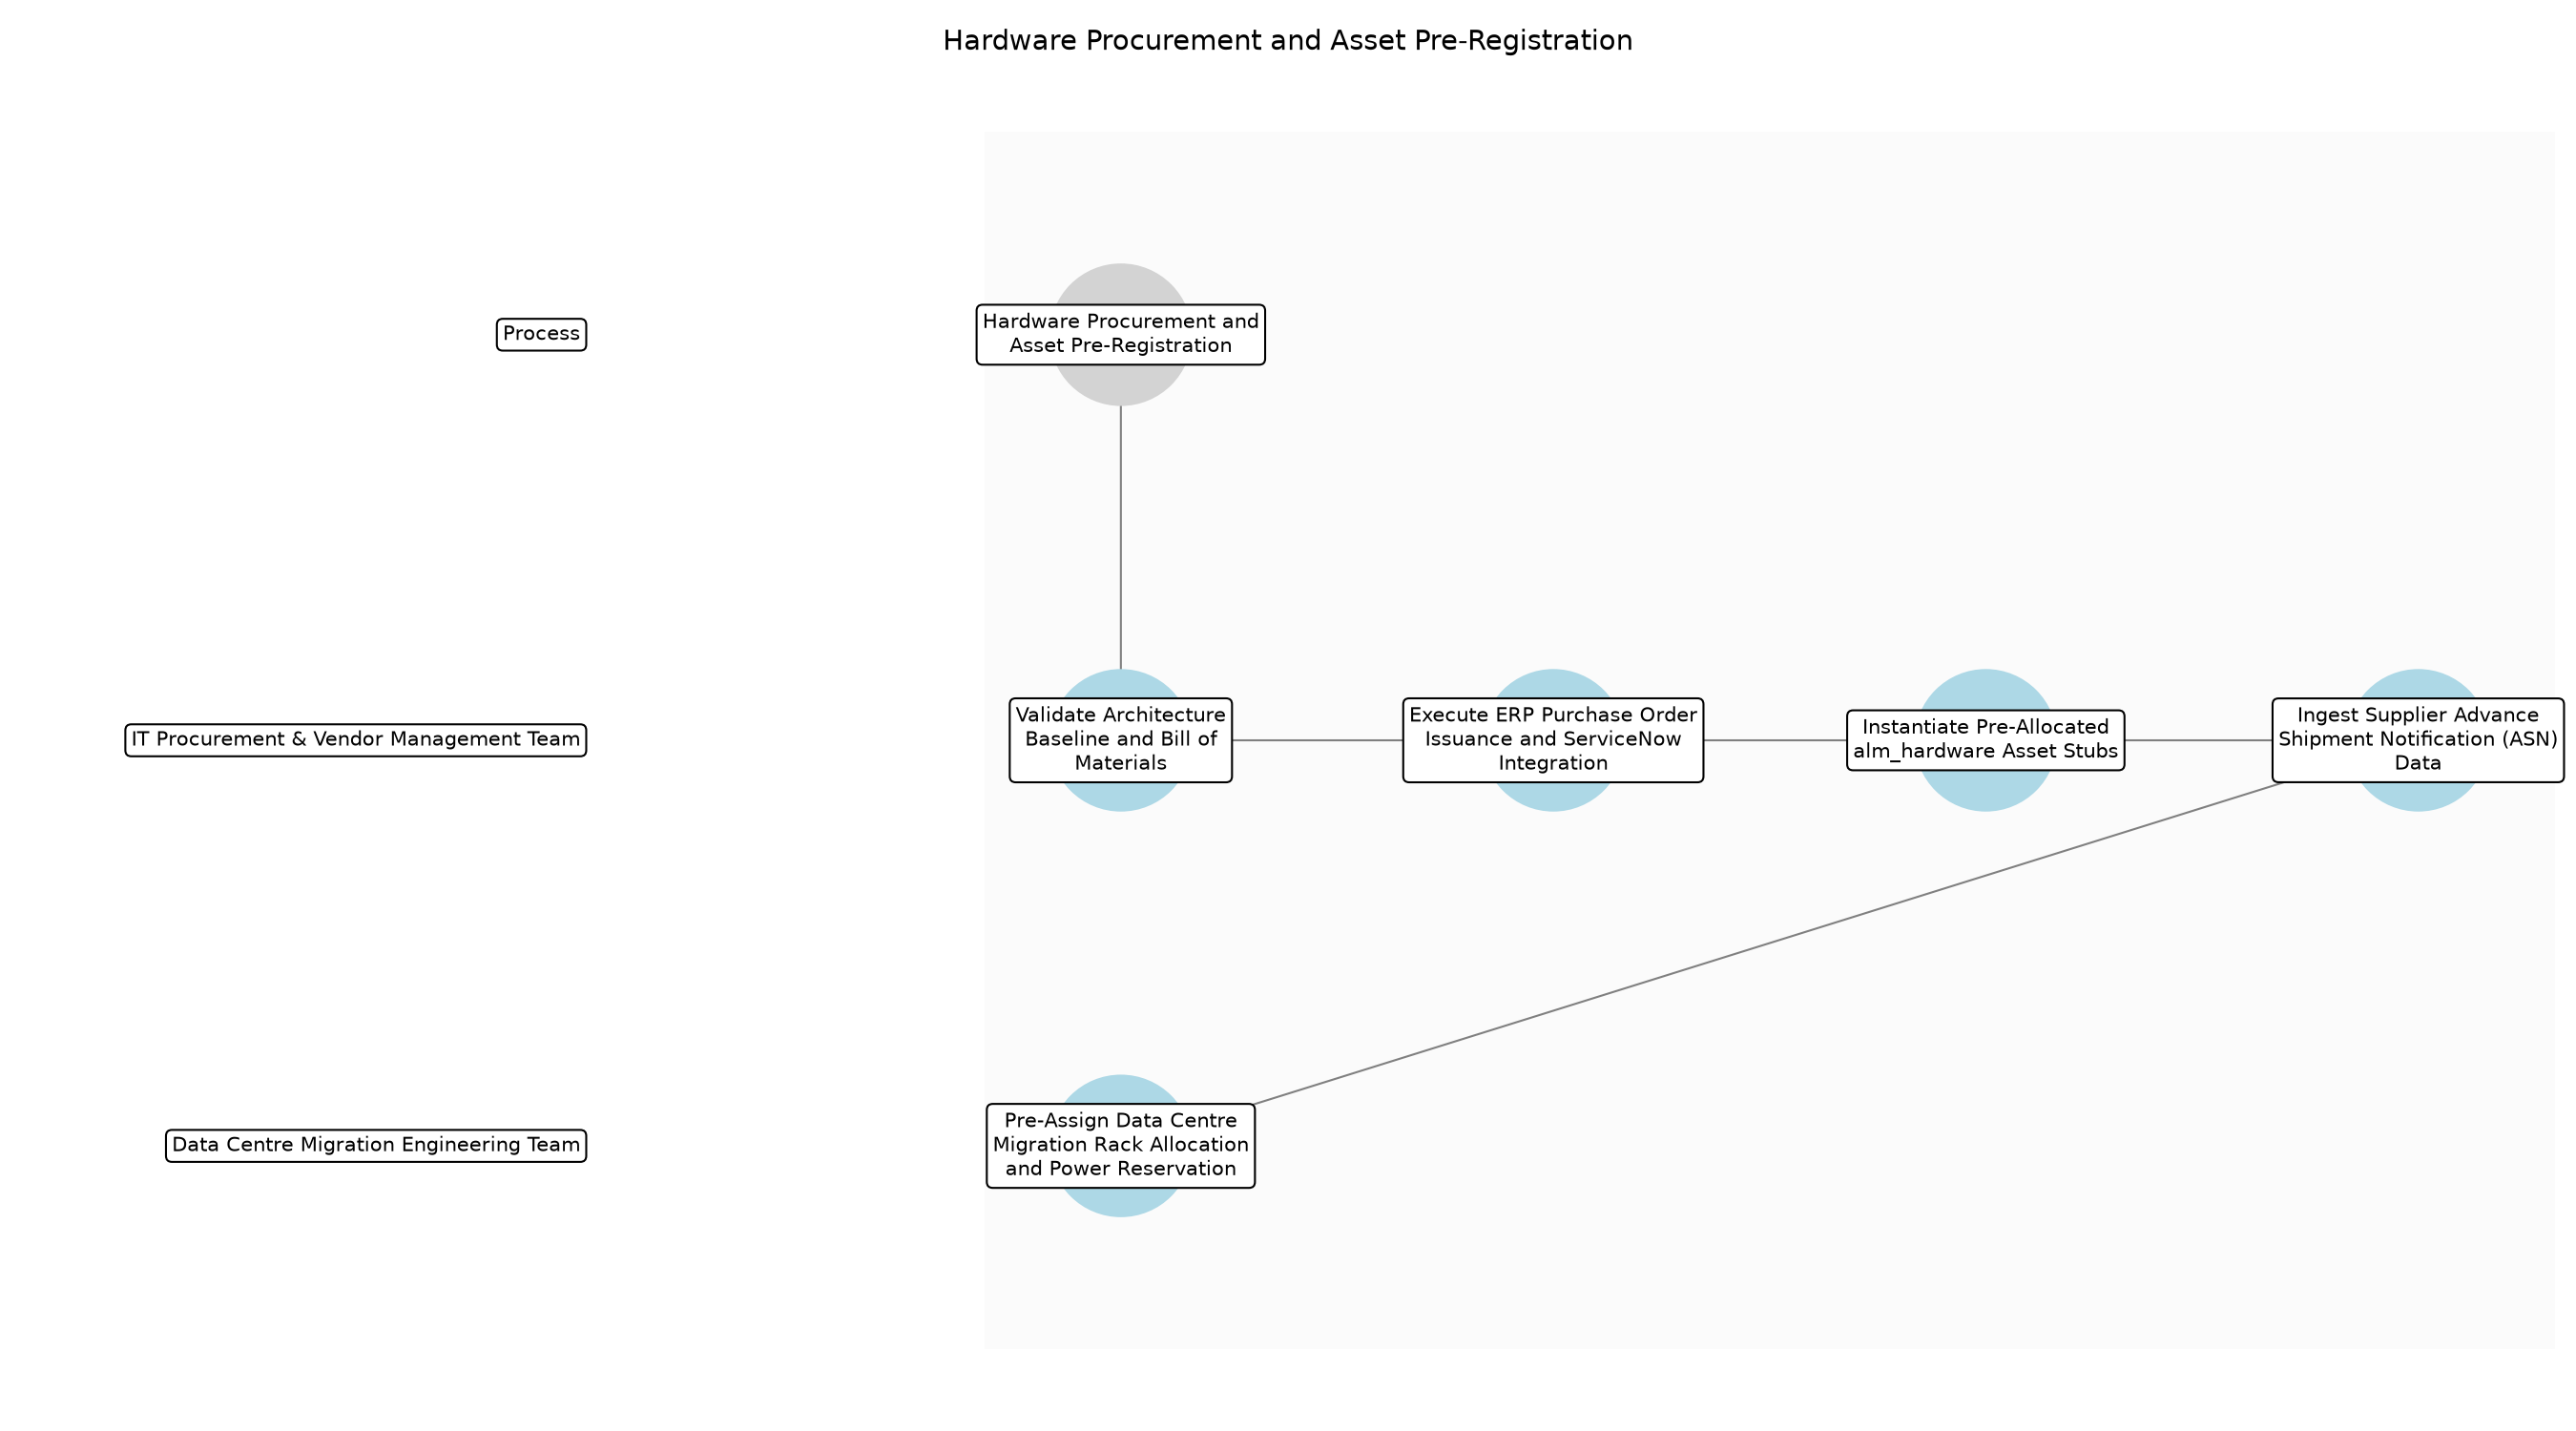 Hardware Procurement and Asset Pre-Registration
Process
Hardware Procurement and
Asset Pre-Registration
IT Procurement & Vendor Management Team
Validate Architecture
Baseline and Bill of
Materials
Execute ERP Purchase Order
Issuance and ServiceNow
Integration
Instantiate Pre-Allocated
alm_hardware Asset Stubs
Ingest Supplier Advance
Shipment Notification (ASN)
Data
Data Centre Migration Engineering Team
Pre-Assign Data Centre
Migration Rack Allocation
and Power Reservation